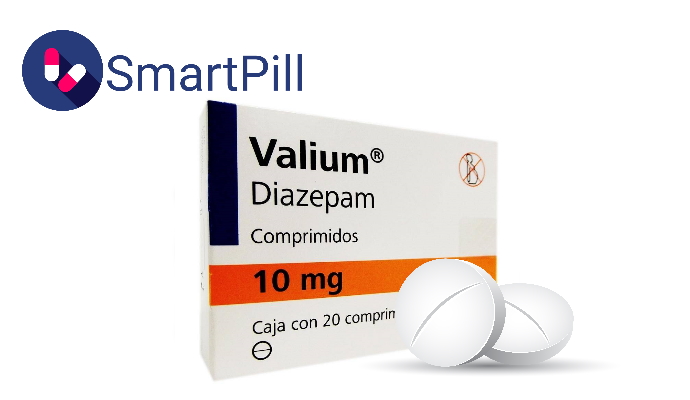 SmartPill
Valium®
Diazepam
Comprimidos
10 mg
Caja con 20 comprim